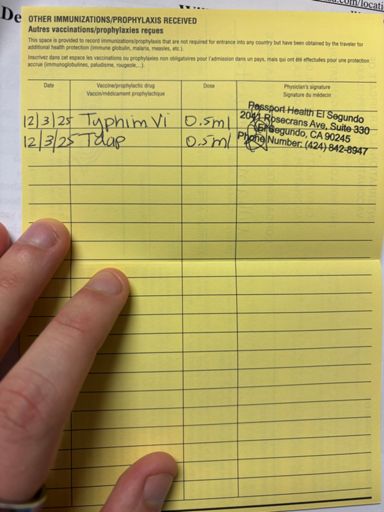 De
Wi
.com/locati
OTHER IMMUNIZATIONS/PROPHYLAXIS RECEIVED
Autres vaccinations/prophylaxies reçues
This space is provided to record immunizations/prophylaxis that are not required for entrance into any country but have been obtained by the traveler for
additional health protection (immune globulin, malaria, measles, etc.).
Inscrivez dans cet espace les vaccinations ou prophylaxies non obligatoires pour l'admission dans un pays, mais qui ont été effectuées pour une protection
accrue (immunoglobulines, paludisme, rougeole,...).
Date Vaccine/prophylactic drug Dose Physician's signature
Vaccin/médicament prophylactique Signature du médecin
12/3/25 Typhim Vi 0.5ml
12/3/25 Tdap 0.5ml
Passport Health El Segundo
2041 Rosecrans Ave, Suite 330
El Segundo, CA 90245
Phone Number: (424) 842-8947